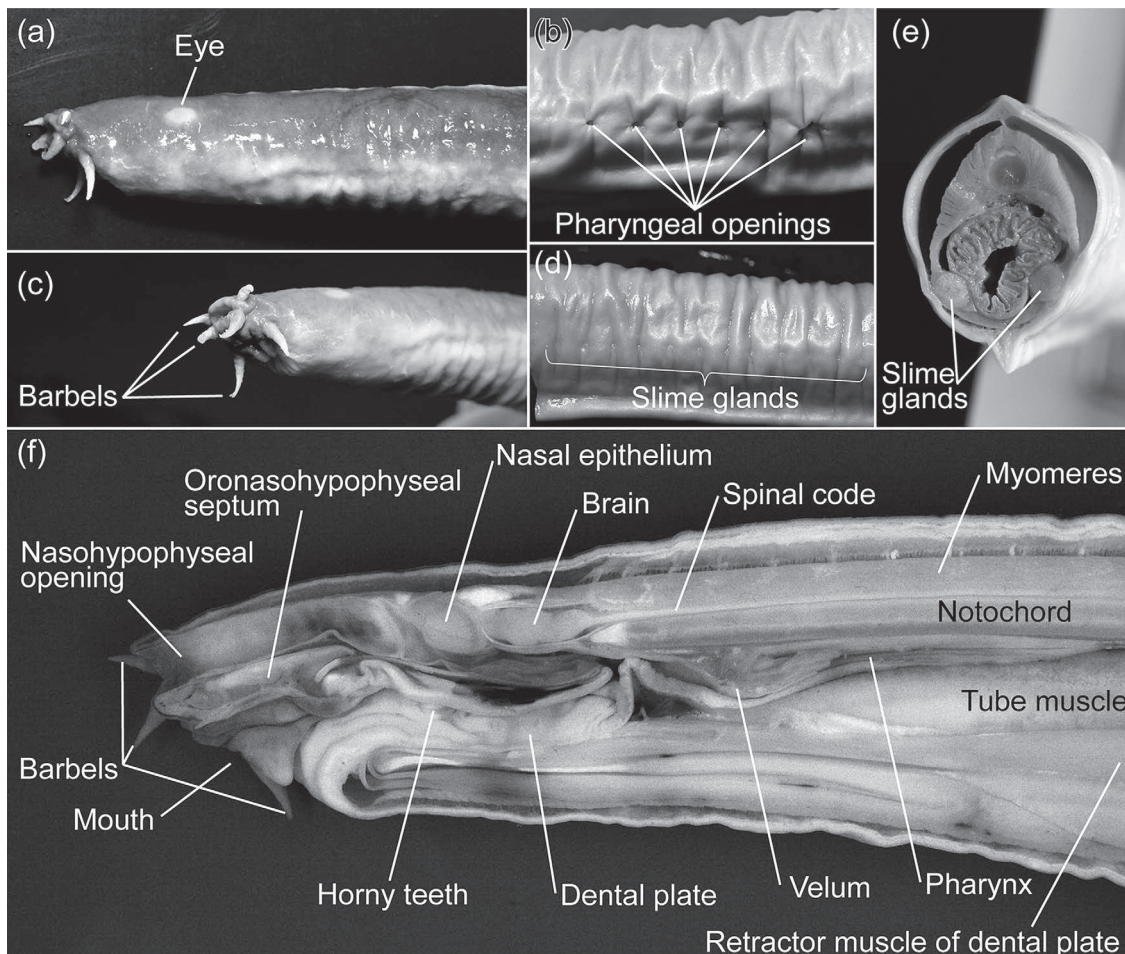 (a)
Eye
(b)
Pharyngeal openings
(c)
Barbels
(d)
Slime glands
(e)
Slime
glands
(f)
Nasal epithelium
Oronasohypophyseal
septum
Brain
Spinal code
Myomeres
Nasohypophyseal
opening
Notochord
Tube muscle
Barbels
Mouth
Horny teeth
Dental plate
Velum
Pharynx
Retractor muscle of dental plate